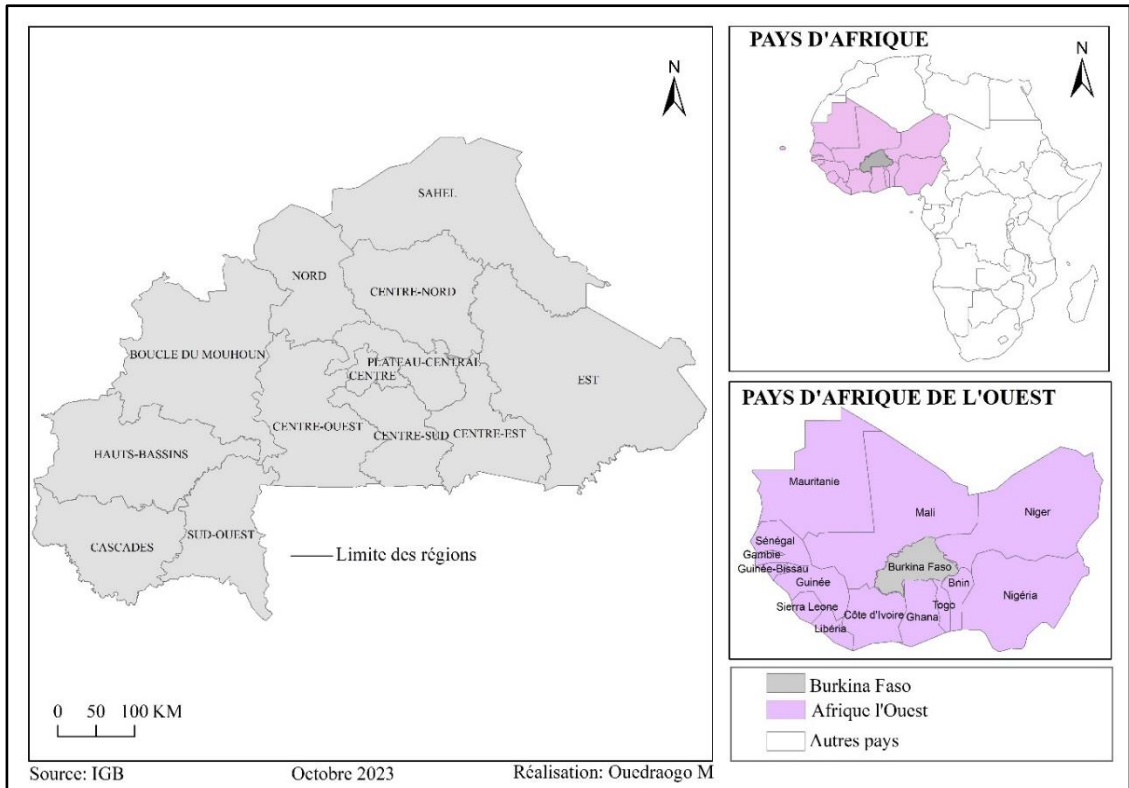 N
SAHEL
NORD
CENTRE-NORD
BOUCLE DU MOUHOUN
PLATEAU-CENTRAL
CENTRE
EST
CENTRE-OUEST
CENTRE-SUD
CENTRE-EST
HAUTS-BASSINS
SUD-OUEST
CASCADES
Limite des régions
0 50 100 KM
Source: IGB
Octobre 2023
Réalisation: Ouedraogo M
PAYS D'AFRIQUE
N
PAYS D'AFRIQUE DE L'OUEST
Mauritanie
Mali
Niger
Sénégal
Gambie
Guinée-Bissau
Burkina Faso
Guinée
Bnin
Nigéria
Sierra Leone
Côte d'Ivoire
Togo
Ghana
Libéria
Burkina Faso
Afrique l'Ouest
Autres pays